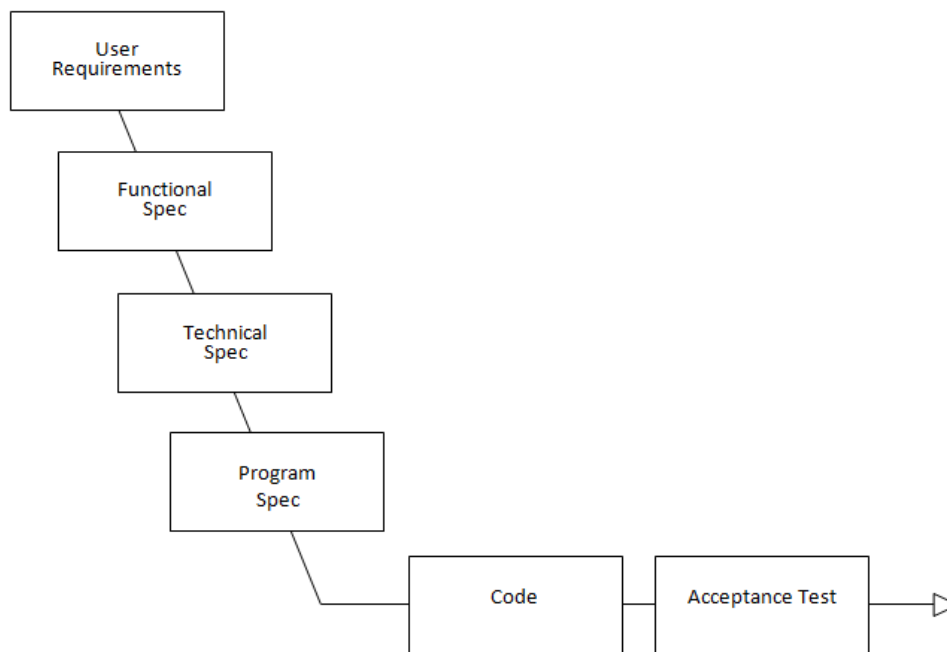 User
Requirements
Functional
Spec
Technical
Spec
Program
Spec
Code
Acceptance Test